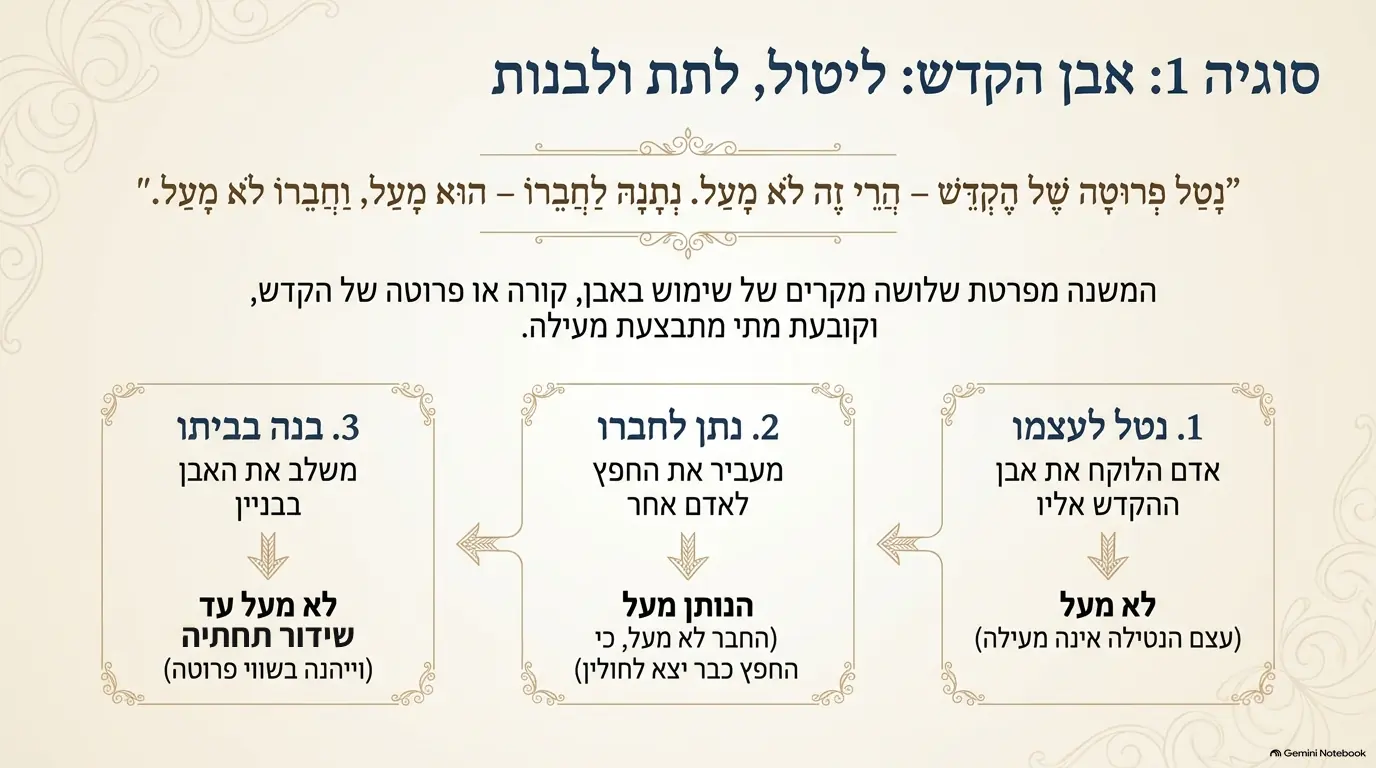 סוגיה 1: אבן הקדש: ליטול, לתת ולבנות
"נָטַל פְּרוּטָה שֶׁל הֶקְדֵּשׁ – הֲרֵי זֶה לֹא מָעַל. נְתָנָהּ לַחֲבֵרוֹ – הוּא מָעַל, וַחֲבֵרוֹ לֹא מָעַל."
המשנה מפרטת שלושה מקרים של שימוש באבן, קורה או פרוטה של הקדש,
וקובעת מתי מתבצעת מעילה.
1. נטל לעצמו
אדם הלוקח את אבן
ההקדש אליו
לא מעל
(עצם הנטילה אינה מעילה)
2. נתן לחברו
מעביר את החפץ
לאדם אחר
הנותן מעל
(החבר לא מעל, כי
החפץ כבר יצא לחולין)
3. בנה בביתו
משלב את האבן
בבניין
לא מעל עד
שידור תחתיה
(וייהנה בשווי פרוטה)
Gemini Notebook